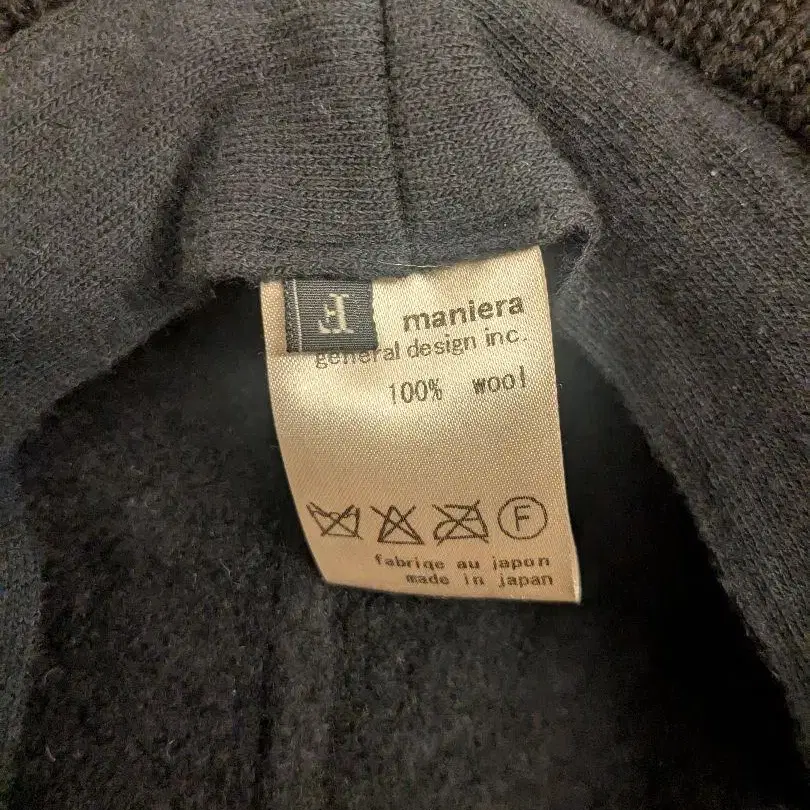 maniera
general design inc.
100% wool
F
fabriqe au japon
made in japan